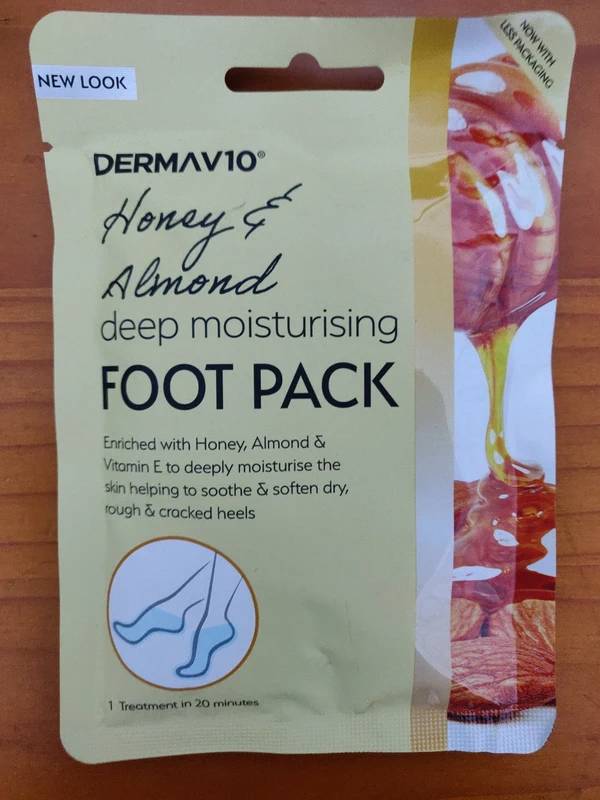 NEW LOOK
NOW WITH
LESS PACKAGING
DERMAV10®
Honey &
Almond
deep moisturising
FOOT PACK
Enriched with Honey, Almond &
Vitamin E to deeply moisturise the
skin helping to soothe & soften dry,
rough & cracked heels
1 Treatment in 20 minutes